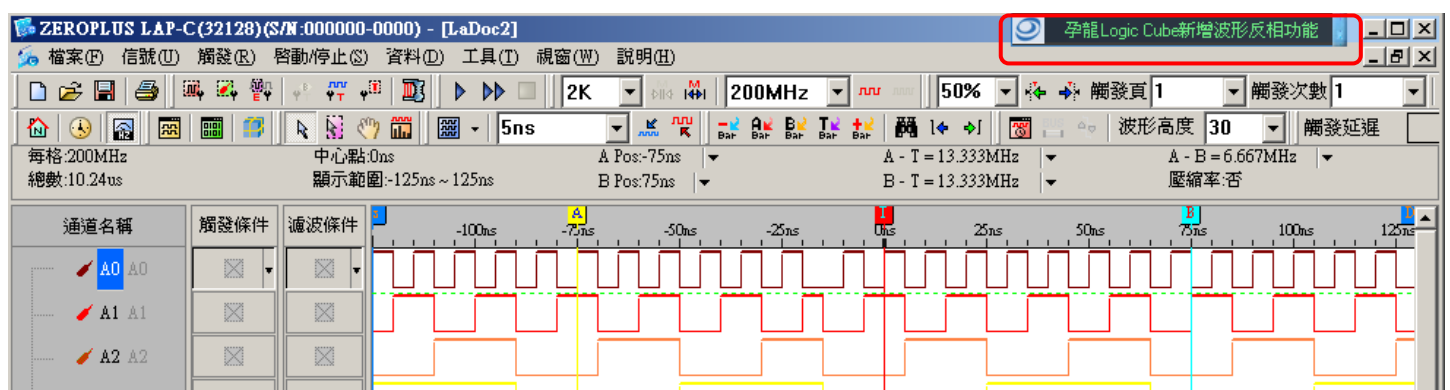 ZEROPLUS LAP-C(32128)(S/N:000000-0000) - [LaDoc2]
孕龍Logic Cube新增波形反相功能
檔案(F) 信號(U) 觸發(R) 啓動/停止(S) 資料(D) 工具(T) 視窗(W) 説明(H)
2K 200MHz 50% 觸發頁 1 觸發次數 1
5ns Bar Bar Bar Bar Bar 波形高度 30 觸發延遲
每格:200MHz 中心點:0ns A Pos:-75ns A - T = 13.333MHz A - B = 6.667MHz
總數:10.24us 顯示範圍:-125ns ~ 125ns B Pos:75ns B - T = 13.333MHz 壓縮率:否
通道名稱 觸發條件 濾波條件 A T B D
-100ns -75ns -50ns -25ns 0ns 25ns 50ns 75ns 100ns 125ns
A0 A0
A1 A1
A2 A2